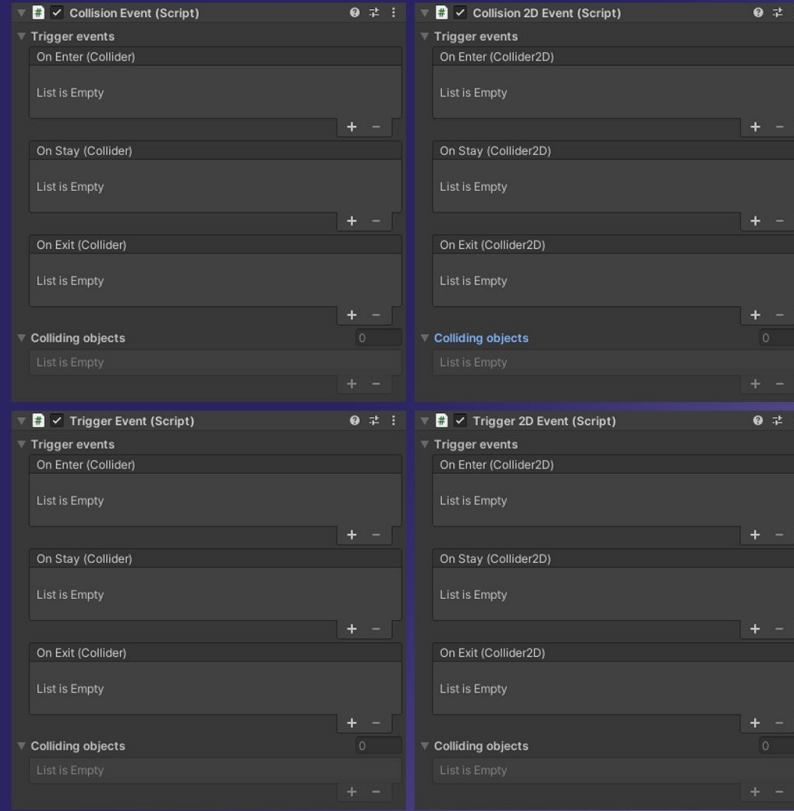 Collision Event (Script)
Trigger events
On Enter (Collider)
List is Empty
On Stay (Collider)
List is Empty
On Exit (Collider)
List is Empty
Colliding objects 0
List is Empty
Collision 2D Event (Script)
Trigger events
On Enter (Collider2D)
List is Empty
On Stay (Collider2D)
List is Empty
On Exit (Collider2D)
List is Empty
Colliding objects 0
List is Empty
Trigger Event (Script)
Trigger events
On Enter (Collider)
List is Empty
On Stay (Collider)
List is Empty
On Exit (Collider)
List is Empty
Colliding objects 0
List is Empty
Trigger 2D Event (Script)
Trigger events
On Enter (Collider2D)
List is Empty
On Stay (Collider2D)
List is Empty
On Exit (Collider2D)
List is Empty
Colliding objects 0
List is Empty